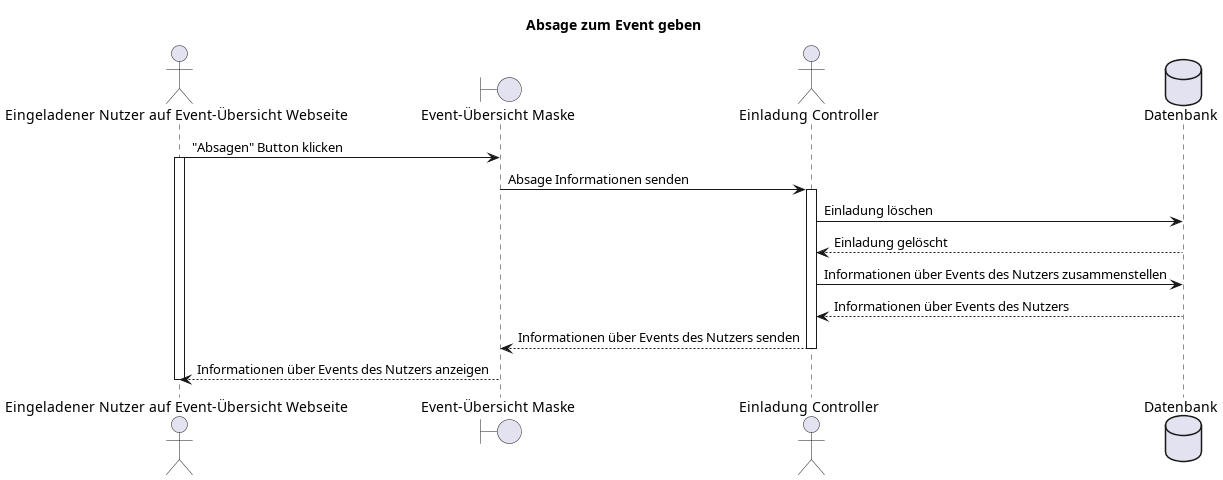 Absage zum Event geben
Eingeladener Nutzer auf Event-Übersicht Webseite
Event-Übersicht Maske
Einladung Controller
Datenbank
"Absagen" Button klicken
Absage Informationen senden
Einladung löschen
Einladung gelöscht
Informationen über Events des Nutzers zusammenstellen
Informationen über Events des Nutzers
Informationen über Events des Nutzers senden
Informationen über Events des Nutzers anzeigen
Eingeladener Nutzer auf Event-Übersicht Webseite
Event-Übersicht Maske
Einladung Controller
Datenbank